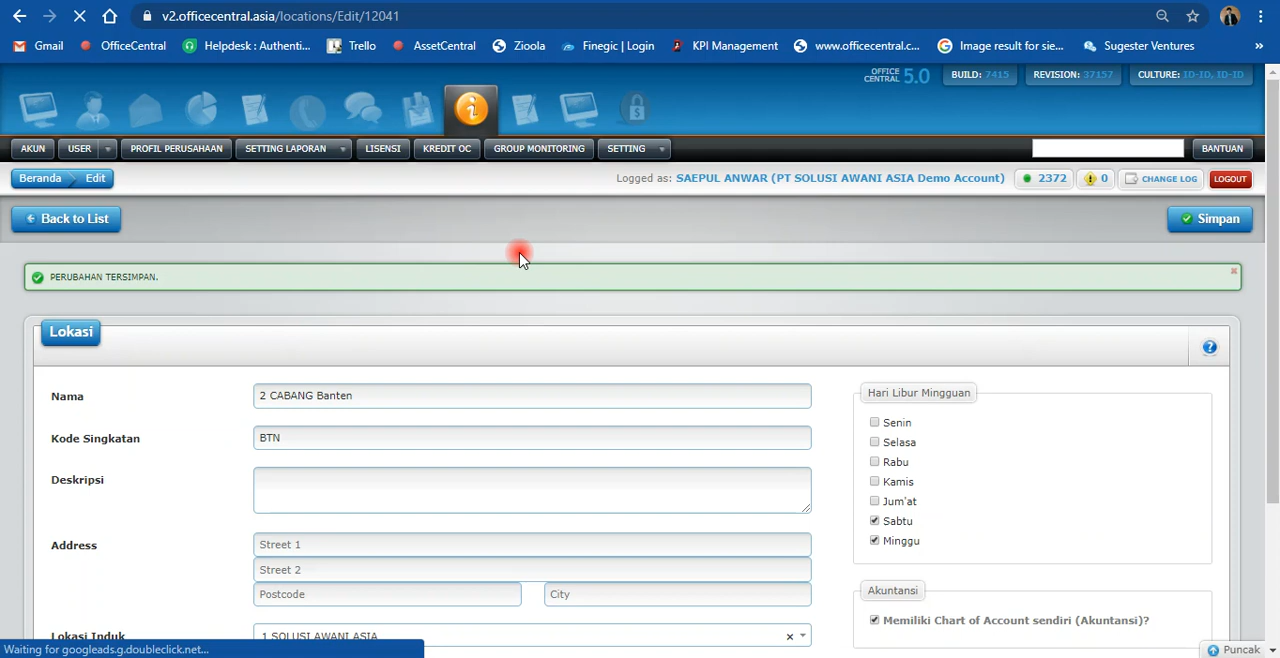 v2.officecentral.asia/locations/Edit/12041
Gmail OfficeCentral Helpdesk : Authenti... Trello AssetCentral Zioola Finegic | Login KPI Management www.officecentral.c... Image result for sie... Sugester Ventures »
OFFICE CENTRAL 5.0 BUILD: 7415 REVISION: 37157 CULTURE: ID-ID, ID-ID
AKUN USER PROFIL PERUSAHAAN SETTING LAPORAN LISENSI KREDIT OC GROUP MONITORING SETTING BANTUAN
Beranda Edit Logged as: SAEPUL ANWAR (PT SOLUSI AWANI ASIA Demo Account) 2372 0 CHANGE LOG LOGOUT
Back to List Simpan
PERUBAHAN TERSIMPAN.
Lokasi
Nama 2 CABANG Banten
Kode Singkatan BTN
Deskripsi
Address Street 1
Street 2
Postcode City
Lokasi Induk 1 SOLUSI AWANI ASIA
Hari Libur Mingguan
Senin
Selasa
Rabu
Kamis
Jum'at
Sabtu
Minggu
Akuntansi
Memiliki Chart of Account sendiri (Akuntansi)?
Waiting for googleads.g.doubleclick.net...
Puncak